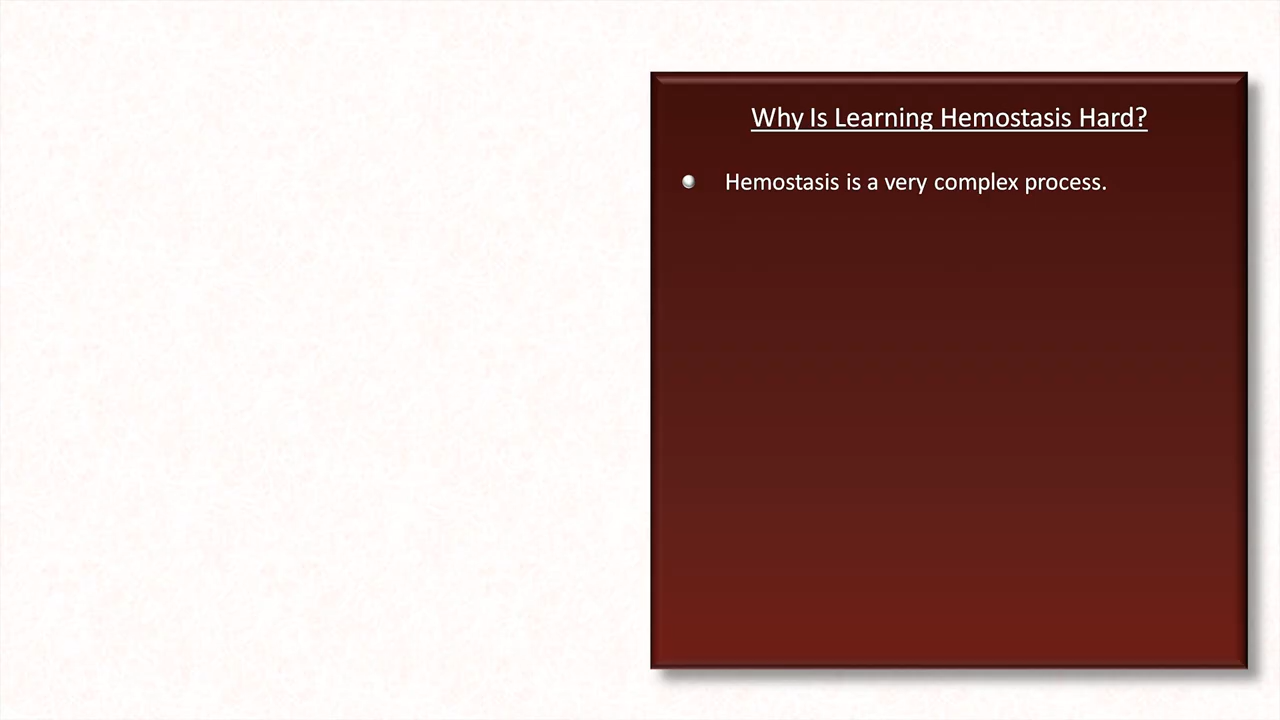 Why Is Learning Hemostasis Hard?
Hemostasis is a very complex process.